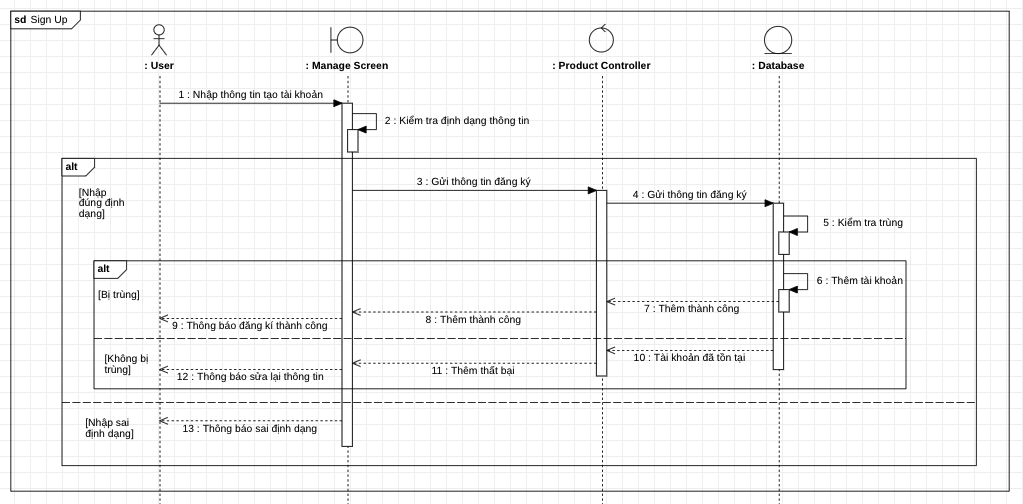 sd Sign Up
: User
: Manage Screen
: Product Controller
: Database
1 : Nhập thông tin tạo tài khoản
2 : Kiểm tra định dạng thông tin
alt
[Nhập
đúng định
dạng]
3 : Gửi thông tin đăng ký
4 : Gửi thông tin đăng ký
5 : Kiểm tra trùng
alt
[Bị trùng]
6 : Thêm tài khoản
7 : Thêm thành công
8 : Thêm thành công
9 : Thông báo đăng kí thành công
[Không bị
trùng]
10 : Tài khoản đã tồn tại
11 : Thêm thất bại
12 : Thông báo sửa lại thông tin
[Nhập sai
định dạng]
13 : Thông báo sai định dạng